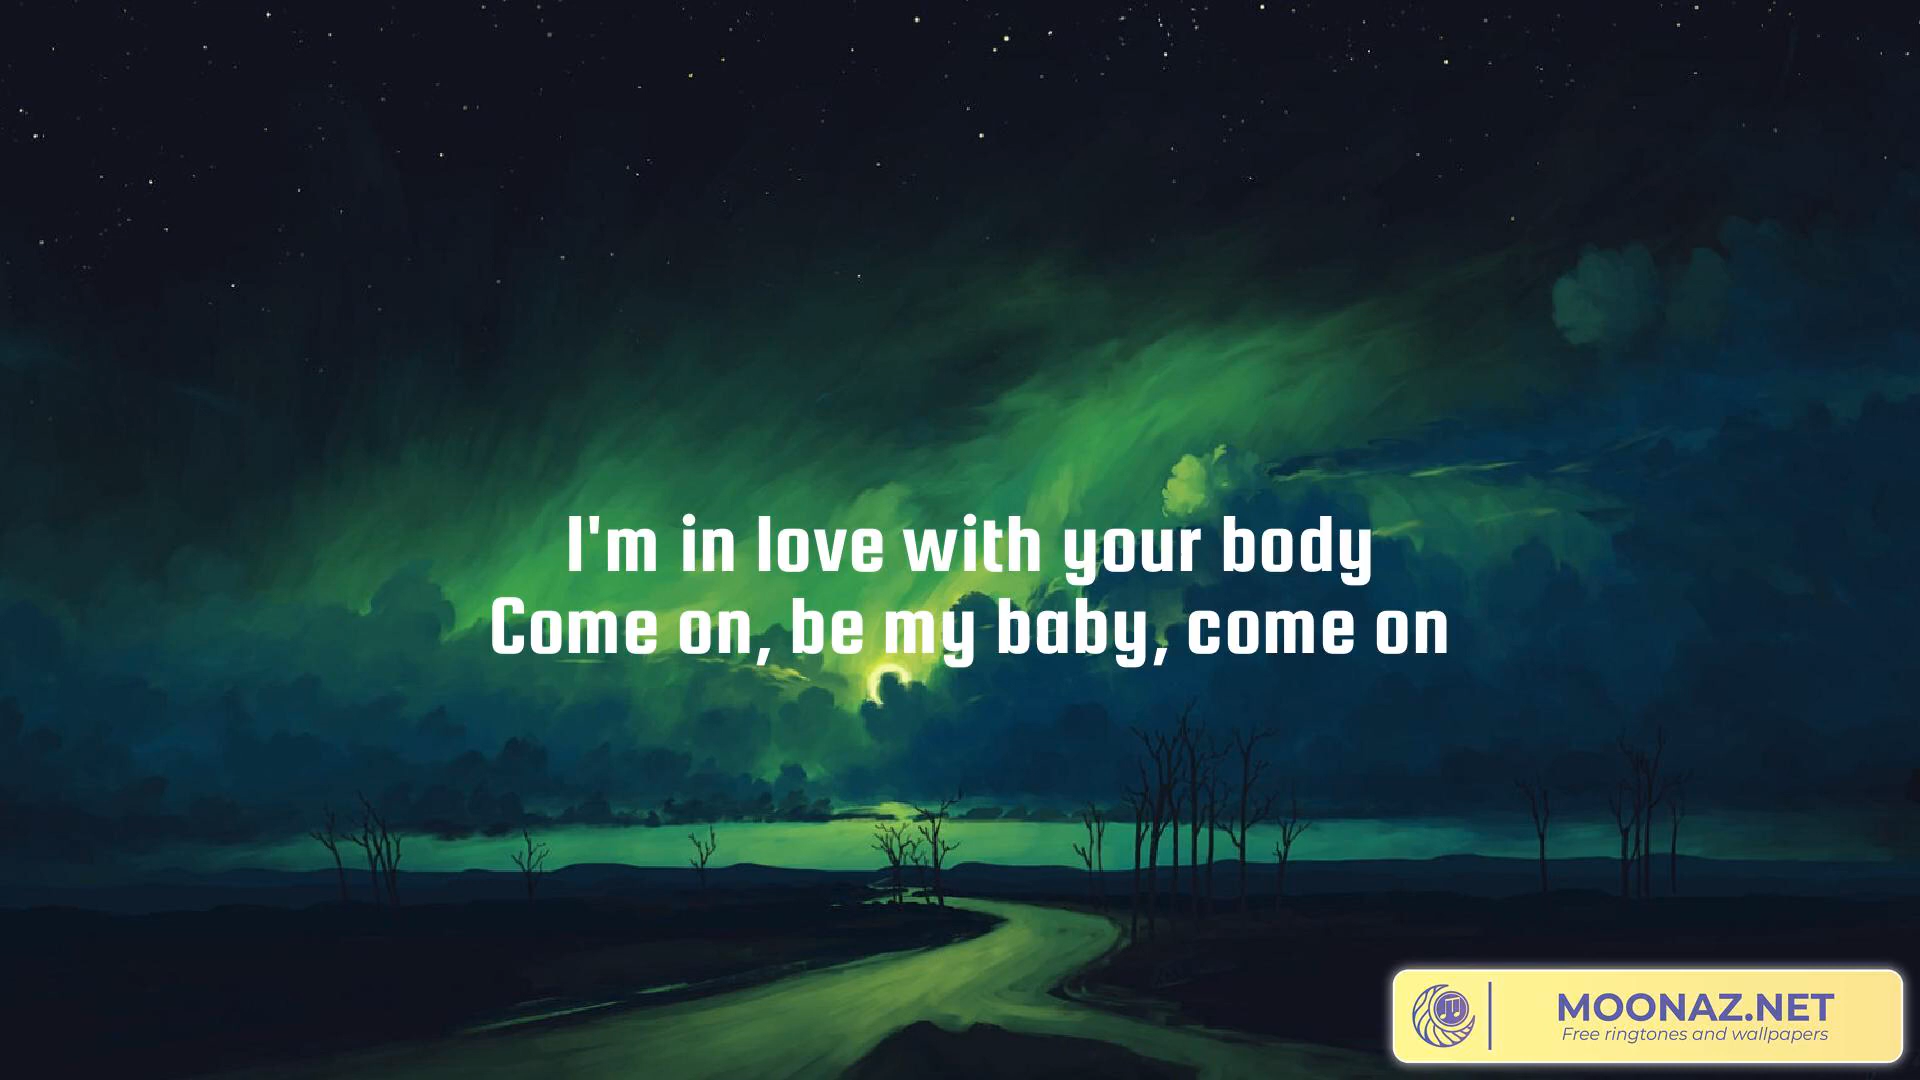 I'm in love with your body
Come on, be my baby, come on
MOONAZ.NET
Free ringtones and wallpapers